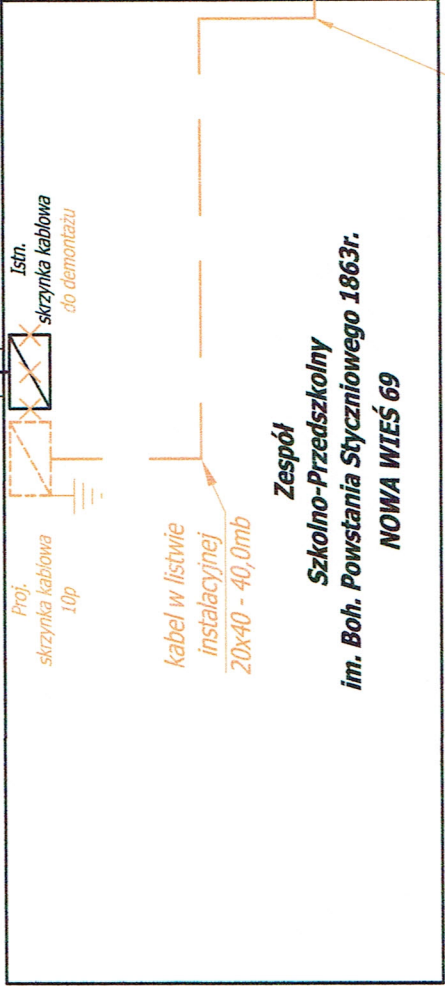 Proj.
skrzynka kablowa
10p
Istn.
skrzynka kablowa
do demontażu
kabel w listwie
instalacyjnej
20x40 - 40,0mb
Zespół
Szkolno-Przedszkolny
im. Boh. Powstania Styczniowego 1863r.
NOWA WIEŚ 69